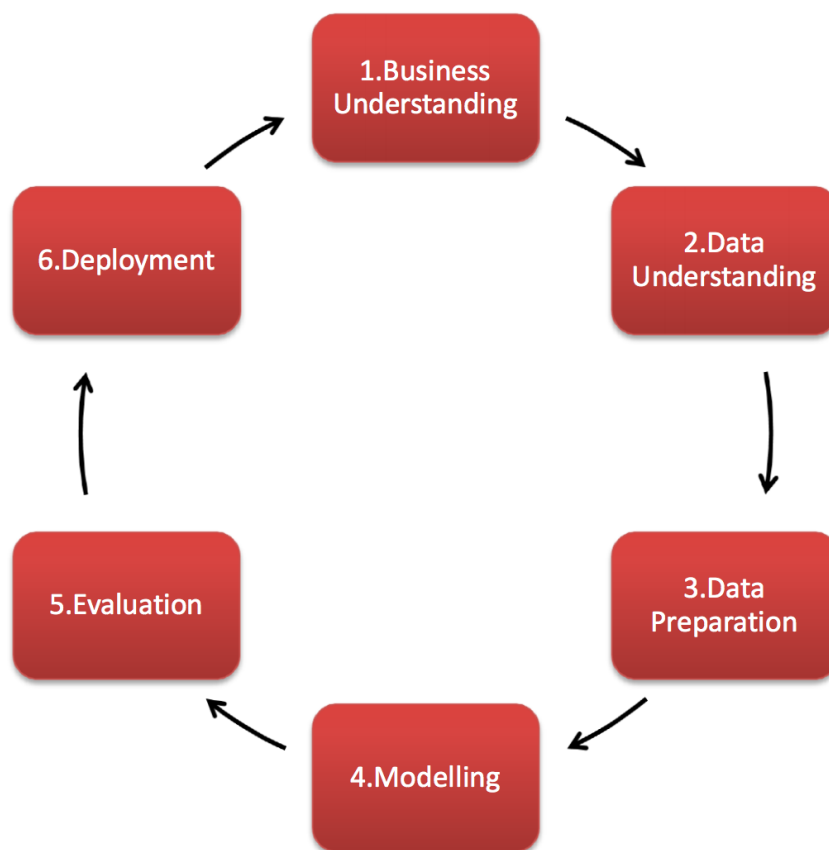 1.Business
Understanding
2.Data
Understanding
3.Data
Preparation
4.Modelling
5.Evaluation
6.Deployment